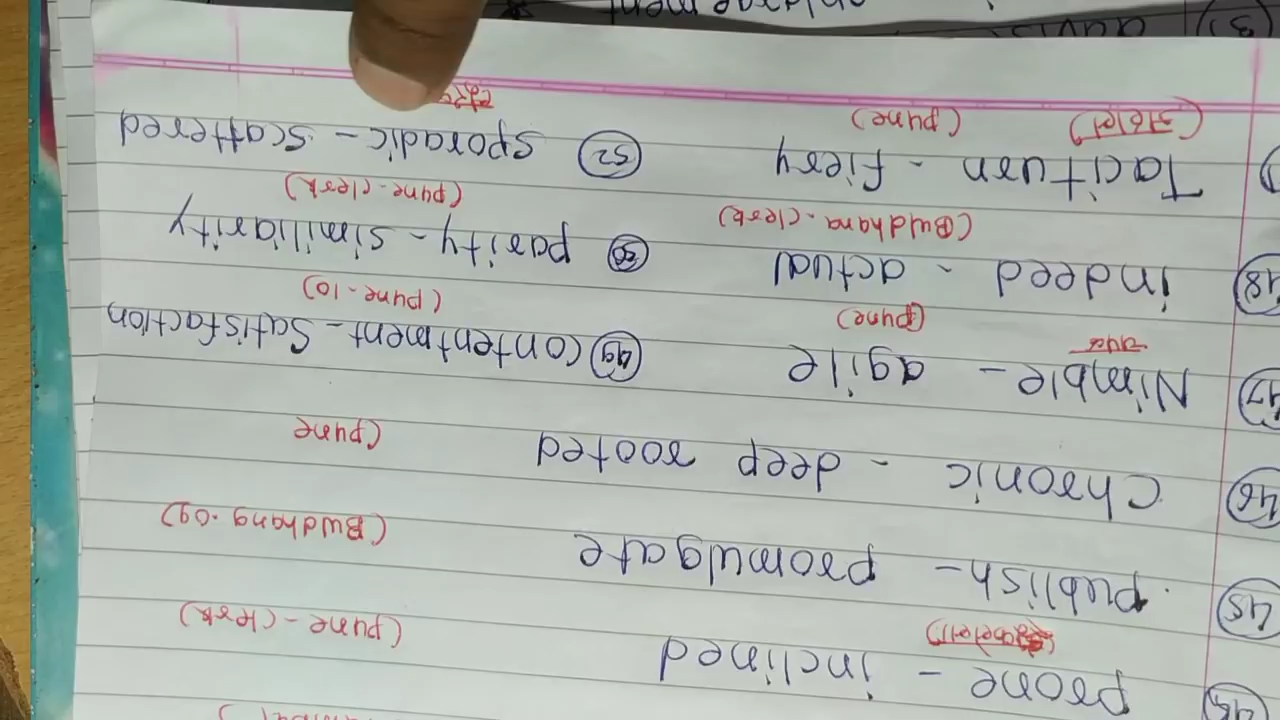 prone - inclined
(pune-clerk)
45 publish - promulgate
(Buldhang.09)
46 chronic - deep rooted
(pune
47 Nimble - agile 49 contentment - satisfaction
(pune) (pune-10)
48 indeed - actual 50 parity - similiarity
(Buldhana-clerk) (pune-clerk)
Taciturn - fiery 52 sporadic - scattered
(pune)